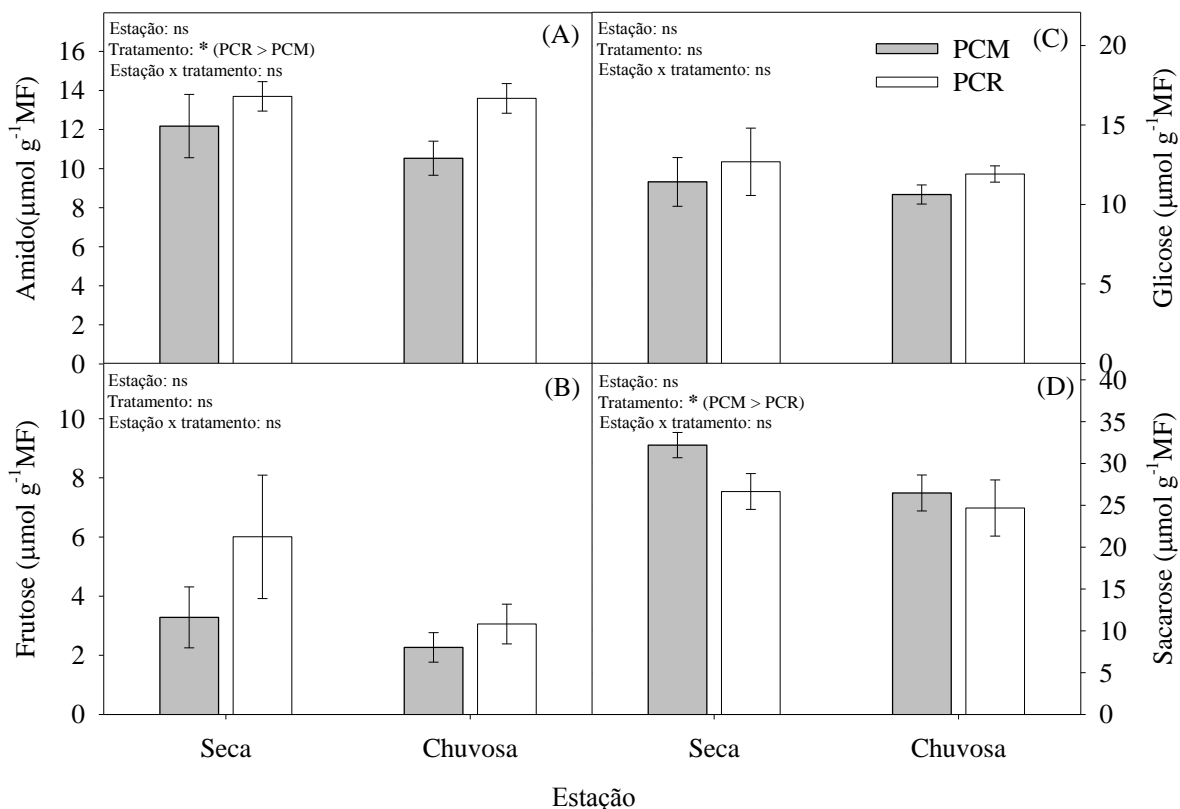 Estação: ns
Tratamento: * (PCR > PCM)
Estação x tratamento: ns
(A)
16
14
12
10
8
6
4
2
0
Amido(µmol g⁻¹MF)
Estação: ns
Tratamento: ns
Estação x tratamento: ns
(C)
PCM
PCR
20
15
10
5
0
Glicose (µmol g⁻¹MF)
Estação: ns
Tratamento: ns
Estação x tratamento: ns
(B)
10
8
6
4
2
0
Frutose (µmol g⁻¹MF)
Estação: ns
Tratamento: * (PCM > PCR)
Estação x tratamento: ns
(D)
40
35
30
25
20
15
10
5
0
Sacarose (µmol g⁻¹MF)
Seca
Chuvosa
Seca
Chuvosa
Estação